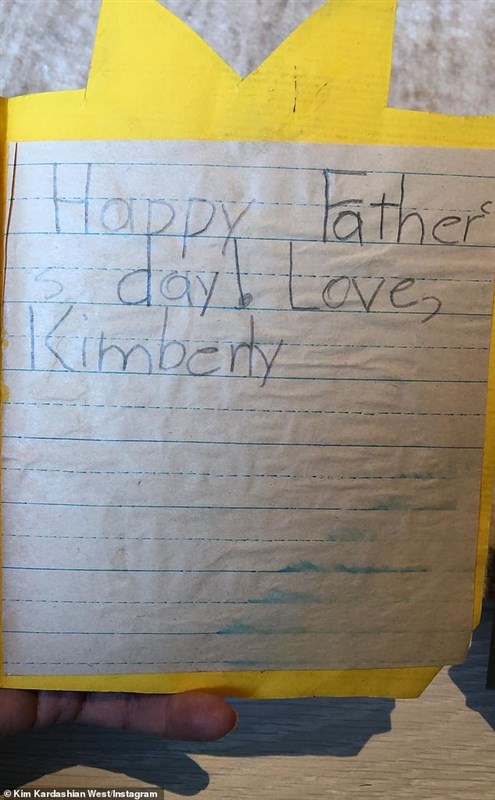 Happy Father'
s day! Love,
Kimberly
© Kim Kardashian West/Instagram